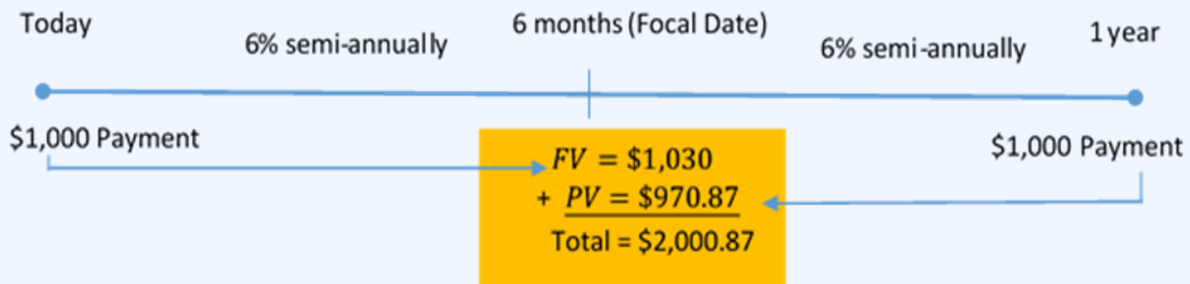 Today
6% semi-annually
6 months (Focal Date)
6% semi-annually
1 year
$1,000 Payment
$1,000 Payment
FV = $1,030
+ PV = $970.87
Total = $2,000.87